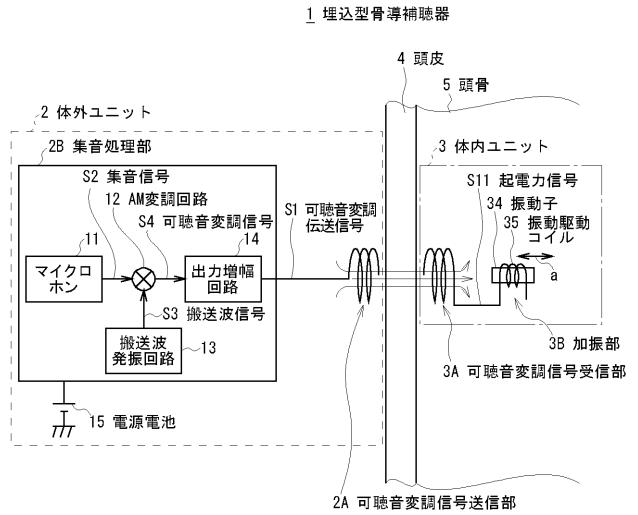 1 埋込型骨導補聴器
4 頭皮
5 頭骨
2 体外ユニット
2B 集音処理部
3 体内ユニット
S2 集音信号
12 AM変調回路
S4 可聴音変調信号
S11 起電力信号
34 振動子
35 振動駆動
コイル
S1 可聴音変調
伝送信号
11
14
マイクロ
ホン
出力増幅
回路
a
S3 搬送波信号
搬送波
発振回路
13
3B 加振部
3A 可聴音変調信号受信部
15 電源電池
2A 可聴音変調信号送信部